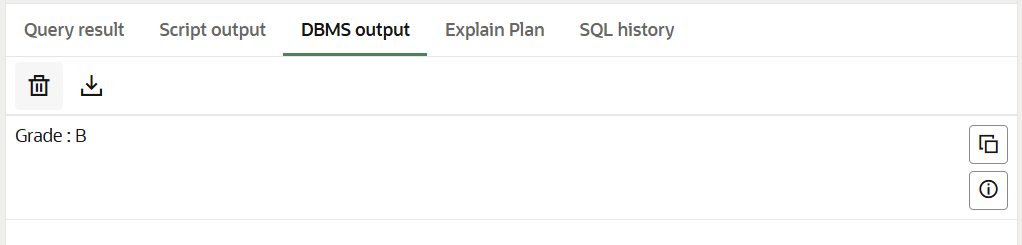 Query result Script output DBMS output Explain Plan SQL history
Grade : B